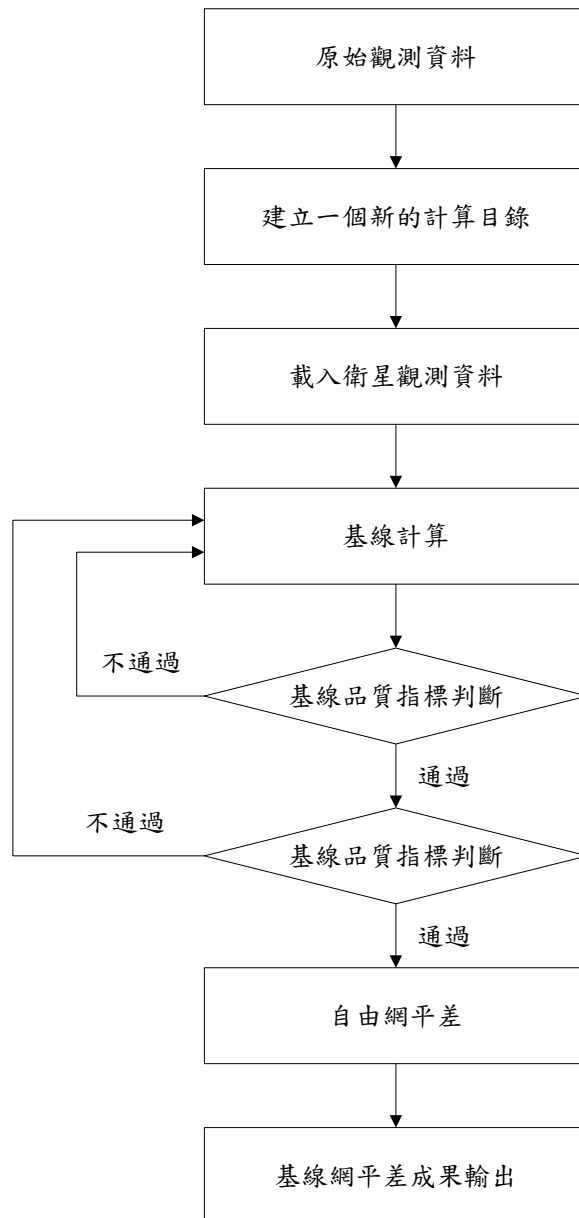 原始觀測資料
建立一個新的計算目錄
載入衛星觀測資料
基線計算
不通過
基線品質指標判斷
通過
不通過
基線品質指標判斷
通過
自由網平差
基線網平差成果輸出